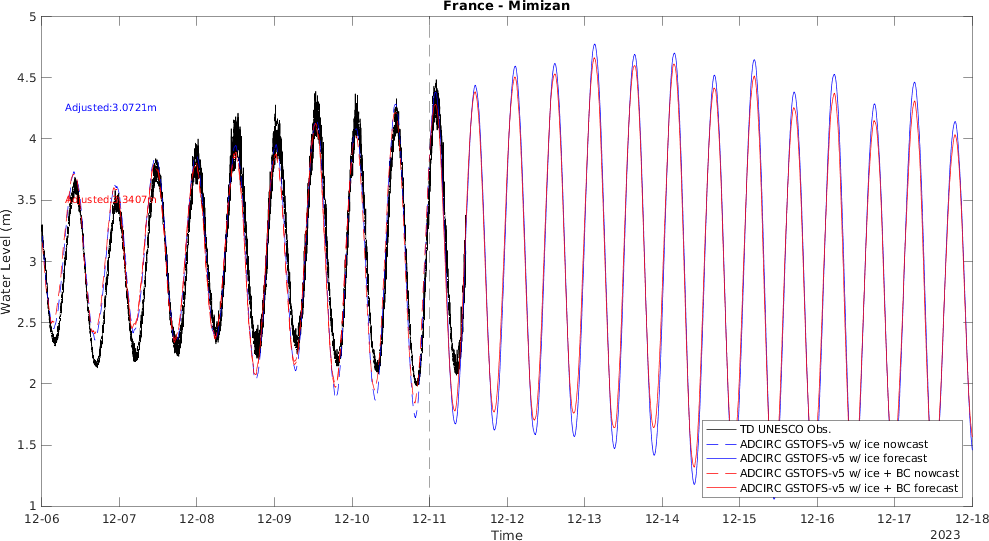 France - Mimizan
5
4.5
4
3.5
3
2.5
2
1.5
1
Water Level (m)
Adjusted:3.0721m
TD UNESCO Obs.
ADCIRC GSTOFS-v5 w/ ice nowcast
ADCIRC GSTOFS-v5 w/ ice forecast
ADCIRC GSTOFS-v5 w/ ice + BC nowcast
ADCIRC GSTOFS-v5 w/ ice + BC forecast
12-06 12-07 12-08 12-09 12-10 12-11 12-12 12-13 12-14 12-15 12-16 12-17 12-18
Time
2023